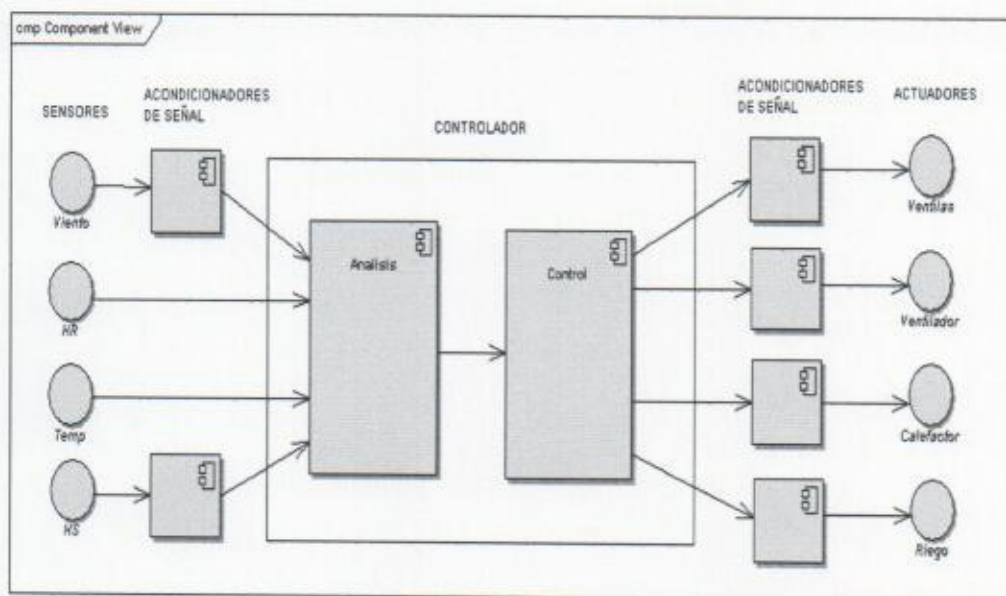 cmp Component View
SENSORES
ACONDICIONADORES
DE SEÑAL
CONTROLADOR
ACONDICIONADORES
DE SEÑAL
ACTUADORES
Viento
HR
Temp
HS
Analisis
Control
Ventilas
Ventilador
Calefactor
Riego